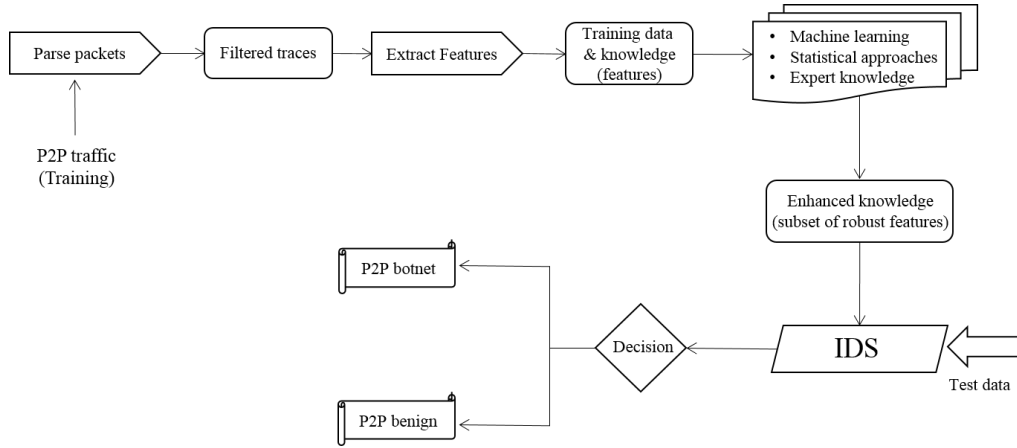 Parse packets
Filtered traces
Extract Features
Training data
& knowledge
(features)
• Machine learning
• Statistical approaches
• Expert knowledge
P2P traffic
(Training)
Enhanced knowledge
(subset of robust features)
P2P botnet
Decision
IDS
Test data
P2P benign